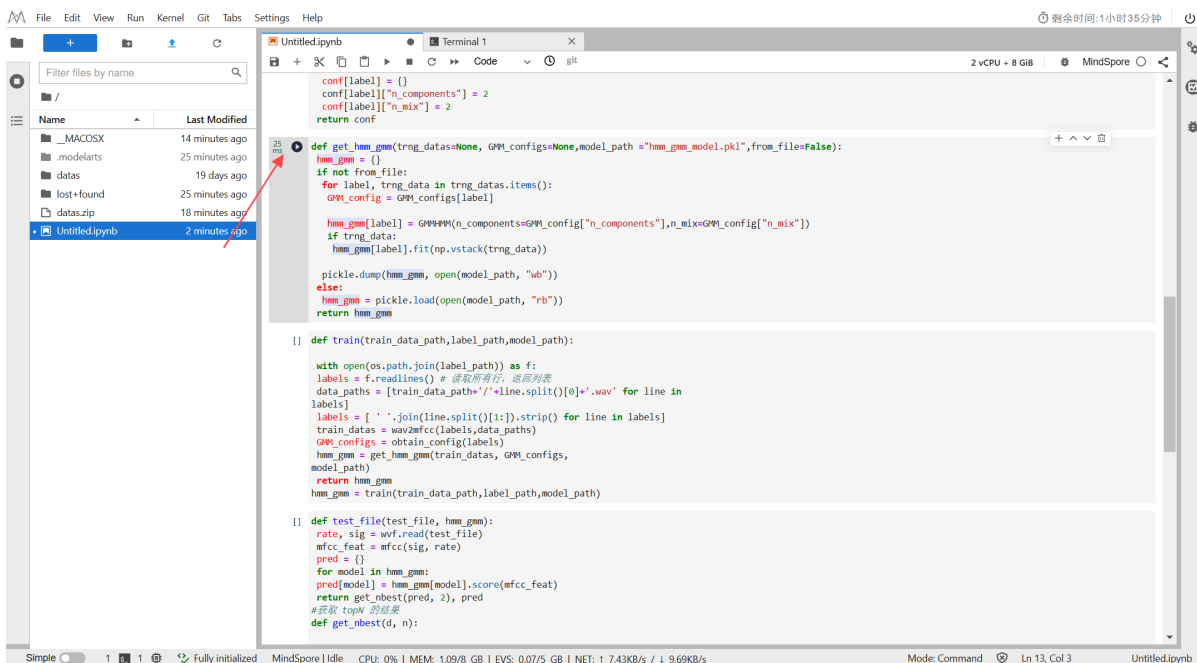 File Edit View Run Kernel Git Tabs Settings Help
剩余时间:1小时35分钟
+
Filter files by name
/
Name Last Modified
__MACOSX 14 minutes ago
.modelarts 25 minutes ago
datas 19 days ago
lost+found 25 minutes ago
datas.zip 18 minutes ago
Untitled.ipynb 2 minutes ago
Untitled.ipynb
Terminal 1
Code
git
2 vCPU + 8 GiB
MindSpore
conf[label] = {}
conf[label]["n_components"] = 2
conf[label]["n_mix"] = 2
return conf
25
ms
def get_hmm_gmm(trng_datas=None, GMM_configs=None,model_path ="hmm_gmm_model.pkl",from_file=False):
hmm_gmm = {}
if not from_file:
for label, trng_data in trng_datas.items():
GMM_config = GMM_configs[label]
hmm_gmm[label] = GMMHMM(n_components=GMM_config["n_components"],n_mix=GMM_config["n_mix"])
if trng_data:
hmm_gmm[label].fit(np.vstack(trng_data))
pickle.dump(hmm_gmm, open(model_path, "wb"))
else:
hmm_gmm = pickle.load(open(model_path, "rb"))
return hmm_gmm
[]
def train(train_data_path,label_path,model_path):
with open(os.path.join(label_path)) as f:
labels = f.readlines() # 读取所有行，返回列表
data_paths = [train_data_path+'/'+line.split()[0]+'.wav' for line in
labels]
labels = [ ' '.join(line.split()[1:]).strip() for line in labels]
train_datas = wav2mfcc(labels,data_paths)
GMM_configs = obtain_config(labels)
hmm_gmm = get_hmm_gmm(train_datas, GMM_configs,
model_path)
return hmm_gmm
hmm_gmm = train(train_data_path,label_path,model_path)
[]
def test_file(test_file, hmm_gmm):
rate, sig = wvf.read(test_file)
mfcc_feat = mfcc(sig, rate)
pred = {}
for model in hmm_gmm:
pred[model] = hmm_gmm[model].score(mfcc_feat)
return get_nbest(pred, 2), pred
#获取 topN 的结果
def get_nbest(d, n):
Simple 1 1 Fully initialized MindSpore | Idle CPU: 0% | MEM: 1.09/8 GB | EVS: 0.07/5 GB | NET: ↑ 7.43KB/s / ↓ 9.69KB/s Mode: Command Ln 13, Col 3 Untitled.ipynb